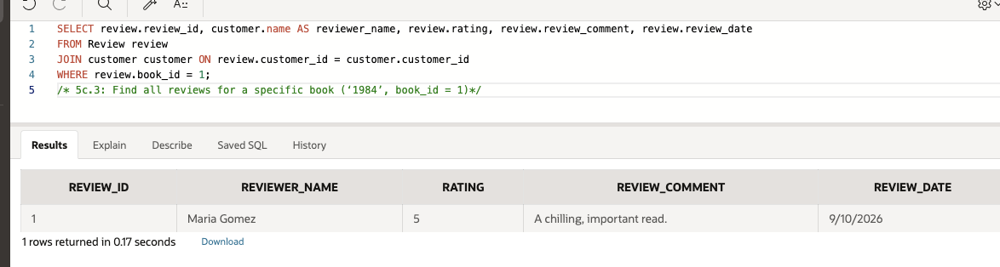 A::
1 SELECT review.review_id, customer.name AS reviewer_name, review.rating, review.review_comment, review.review_date
2 FROM Review review
3 JOIN customer customer ON review.customer_id = customer.customer_id
4 WHERE review.book_id = 1;
5 /* 5c.3: Find all reviews for a specific book (‘1984’, book_id = 1)*/
Results Explain Describe Saved SQL History
REVIEW_ID REVIEWER_NAME RATING REVIEW_COMMENT REVIEW_DATE
1 Maria Gomez 5 A chilling, important read. 9/10/2026
1 rows returned in 0.17 seconds Download